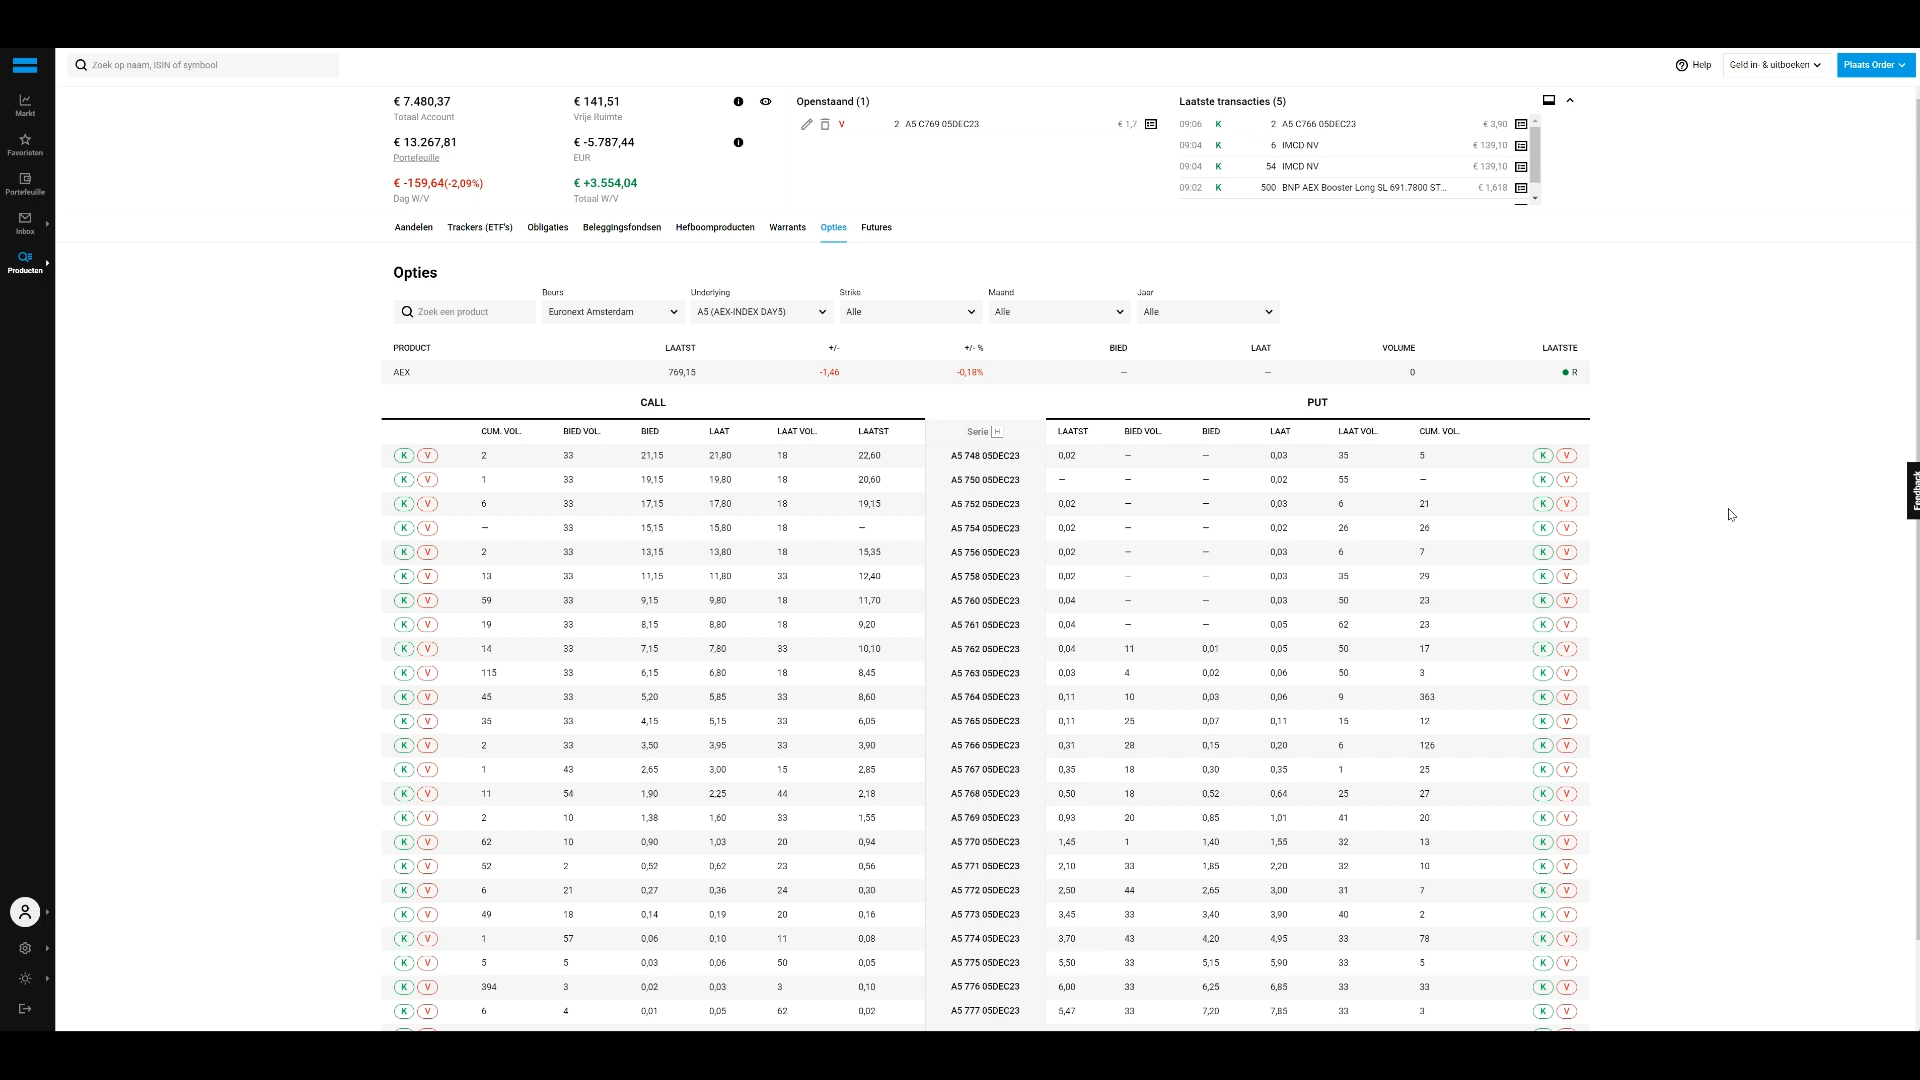 Zoek op naam, ISIN of symbool
Help
Geld in- & uitboeken
Plaats Order
Markt
Favorieten
Portefeuille
Inbox
Producten
€ 7.480,37
Totaal Account
€ 141,51
Vrije Ruimte
€ 13.267,81
Portefeuille
€ -5.787,44
EUR
€ -159,64(-2,09%)
Dag W/V
€ +3.554,04
Totaal W/V
Openstaand (1)
V 2 A5 C769 05DEC23 € 1,7
Laatste transacties (5)
09:06 K 2 A5 C766 05DEC23 € 3,90
09:04 K 6 IMCD NV € 139,10
09:04 K 54 IMCD NV € 139,10
09:02 K 500 BNP AEX Booster Long SL 691.7800 ST... € 1,618
Aandelen Trackers (ETF's) Obligaties Beleggingsfondsen Hefboomproducten Warrants Opties Futures
Opties
Beurs Underlying Strike Maand Jaar
Zoek een product Euronext Amsterdam A5 (AEX-INDEX DAY5) Alle Alle Alle
PRODUCT LAATST +/- +/- % BIED LAAT VOLUME LAATSTE
AEX 769,15 -1,46 -0,18% — — 0 R
CALL PUT
CUM. VOL. BIED VOL. BIED LAAT LAAT VOL. LAATST Serie H LAATST BIED VOL. BIED LAAT LAAT VOL. CUM. VOL.
K V 2 33 21,15 21,80 18 22,60 A5 748 05DEC23 0,02 — — 0,03 35 5 K V
K V 1 33 19,15 19,80 18 20,60 A5 750 05DEC23 — — — 0,02 55 — K V
K V 6 33 17,15 17,80 18 19,15 A5 752 05DEC23 0,02 — — 0,03 6 21 K V
K V — 33 15,15 15,80 18 — A5 754 05DEC23 0,02 — — 0,02 26 26 K V
K V 2 33 13,15 13,80 18 15,35 A5 756 05DEC23 0,02 — — 0,03 6 7 K V
K V 13 33 11,15 11,80 33 12,40 A5 758 05DEC23 0,02 — — 0,03 35 29 K V
K V 59 33 9,15 9,80 18 11,70 A5 760 05DEC23 0,04 — — 0,03 50 23 K V
K V 19 33 8,15 8,80 18 9,20 A5 761 05DEC23 0,04 — — 0,05 62 23 K V
K V 14 33 7,15 7,80 33 10,10 A5 762 05DEC23 0,04 11 0,01 0,05 50 17 K V
K V 115 33 6,15 6,80 18 8,45 A5 763 05DEC23 0,03 4 0,02 0,06 50 3 K V
K V 45 33 5,20 5,85 33 8,60 A5 764 05DEC23 0,11 10 0,03 0,06 9 363 K V
K V 35 33 4,15 5,15 33 6,05 A5 765 05DEC23 0,11 25 0,07 0,11 15 12 K V
K V 2 33 3,50 3,95 33 3,90 A5 766 05DEC23 0,31 28 0,15 0,20 6 126 K V
K V 1 43 2,65 3,00 15 2,85 A5 767 05DEC23 0,35 18 0,30 0,35 1 25 K V
K V 11 54 1,90 2,25 44 2,18 A5 768 05DEC23 0,50 18 0,52 0,64 25 27 K V
K V 2 10 1,38 1,60 33 1,55 A5 769 05DEC23 0,93 20 0,85 1,01 41 20 K V
K V 62 10 0,90 1,03 20 0,94 A5 770 05DEC23 1,45 1 1,40 1,55 32 13 K V
K V 52 2 0,52 0,62 23 0,56 A5 771 05DEC23 2,10 33 1,85 2,20 32 10 K V
K V 6 21 0,27 0,36 24 0,30 A5 772 05DEC23 2,50 44 2,65 3,00 31 7 K V
K V 49 18 0,14 0,19 20 0,16 A5 773 05DEC23 3,45 33 3,40 3,90 40 2 K V
K V 1 57 0,06 0,10 11 0,08 A5 774 05DEC23 3,70 43 4,20 4,95 33 78 K V
K V 5 5 0,03 0,06 50 0,05 A5 775 05DEC23 5,50 33 5,15 5,90 33 5 K V
K V 394 3 0,02 0,03 3 0,10 A5 776 05DEC23 6,00 33 6,25 6,85 33 33 K V
K V 6 4 0,01 0,05 62 0,02 A5 777 05DEC23 5,47 33 7,20 7,85 33 3 K V
Feedback